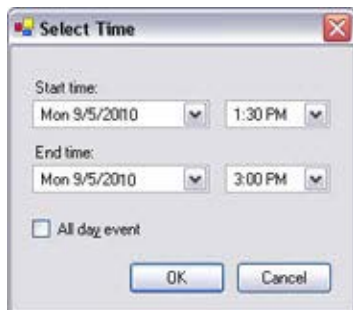 Select Time
Start time:
Mon 9/5/2010 1:30 PM
End time:
Mon 9/5/2010 3:00 PM
All day event
OK Cancel